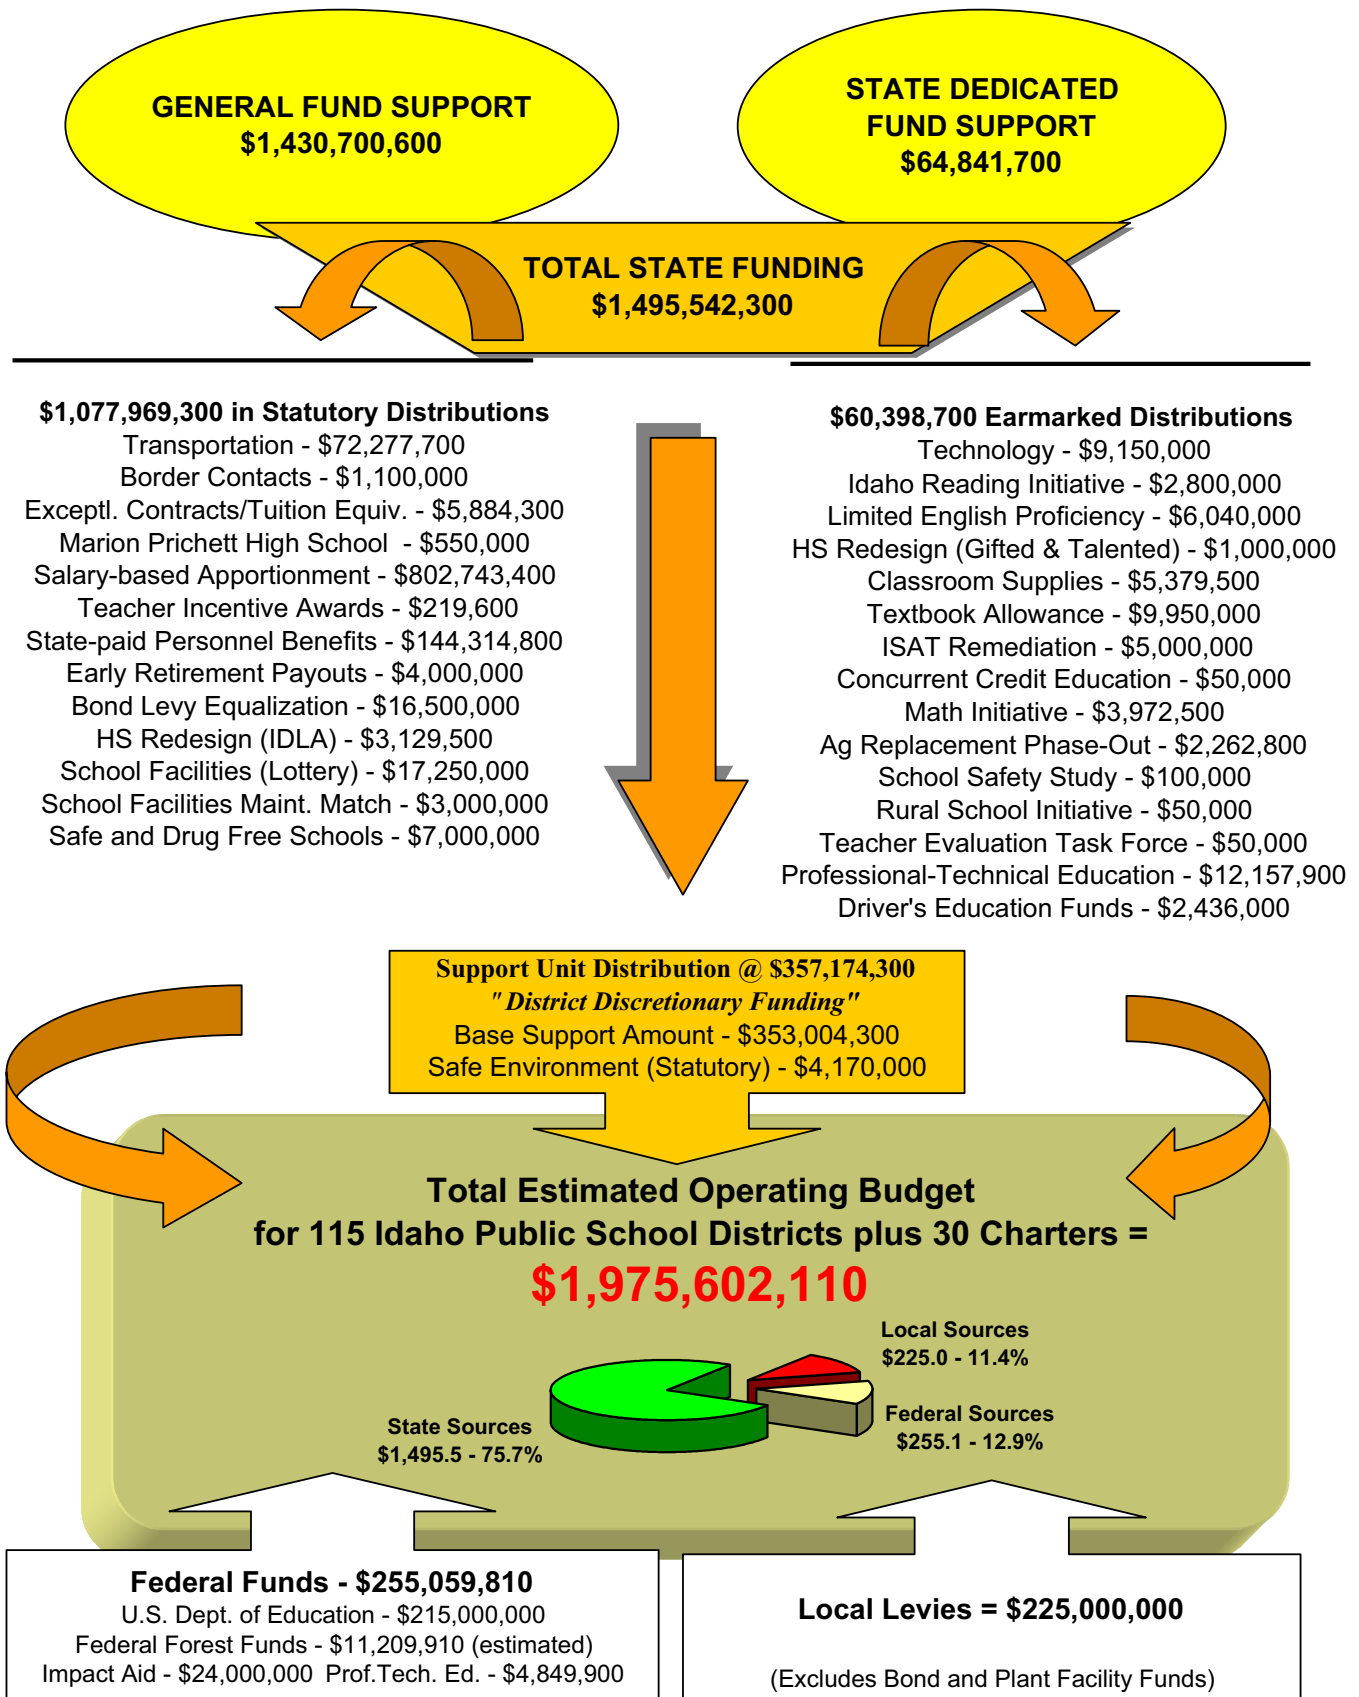 GENERAL FUND SUPPORT
$1,430,700,600
STATE DEDICATED
FUND SUPPORT
$64,841,700
TOTAL STATE FUNDING
$1,495,542,300
$1,077,969,300 in Statutory Distributions
Transportation - $72,277,700
Border Contacts - $1,100,000
Exceptl. Contracts/Tuition Equiv. - $5,884,300
Marion Prichett High School - $550,000
Salary-based Apportionment - $802,743,400
Teacher Incentive Awards - $219,600
State-paid Personnel Benefits - $144,314,800
Early Retirement Payouts - $4,000,000
Bond Levy Equalization - $16,500,000
HS Redesign (IDLA) - $3,129,500
School Facilities (Lottery) - $17,250,000
School Facilities Maint. Match - $3,000,000
Safe and Drug Free Schools - $7,000,000
$60,398,700 Earmarked Distributions
Technology - $9,150,000
Idaho Reading Initiative - $2,800,000
Limited English Proficiency - $6,040,000
HS Redesign (Gifted & Talented) - $1,000,000
Classroom Supplies - $5,379,500
Textbook Allowance - $9,950,000
ISAT Remediation - $5,000,000
Concurrent Credit Education - $50,000
Math Initiative - $3,972,500
Ag Replacement Phase-Out - $2,262,800
School Safety Study - $100,000
Rural School Initiative - $50,000
Teacher Evaluation Task Force - $50,000
Professional-Technical Education - $12,157,900
Driver's Education Funds - $2,436,000
Support Unit Distribution @ $357,174,300
"District Discretionary Funding"
Base Support Amount - $353,004,300
Safe Environment (Statutory) - $4,170,000
Total Estimated Operating Budget
for 115 Idaho Public School Districts plus 30 Charters =
$1,975,602,110
Local Sources
$225.0 - 11.4%
Federal Sources
$255.1 - 12.9%
State Sources
$1,495.5 - 75.7%
Federal Funds - $255,059,810
U.S. Dept. of Education - $215,000,000
Federal Forest Funds - $11,209,910 (estimated)
Impact Aid - $24,000,000 Prof.Tech. Ed. - $4,849,900
Local Levies = $225,000,000
(Excludes Bond and Plant Facility Funds)